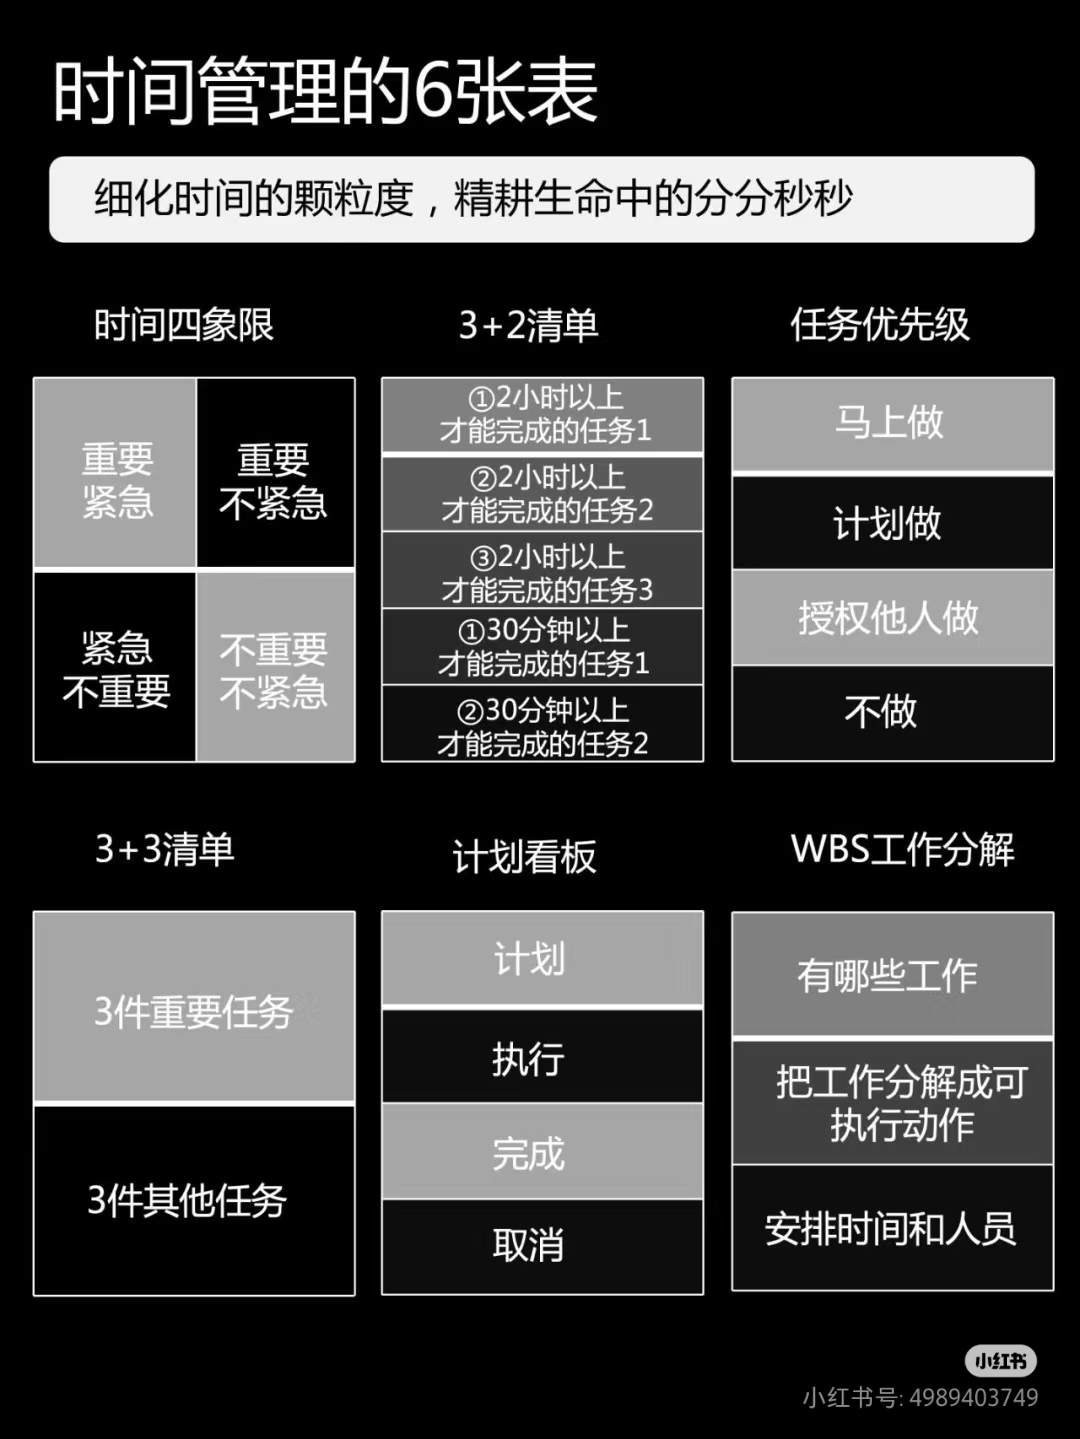 时间管理的6张表
细化时间的颗粒度，精耕生命中的分分秒秒
时间四象限
重要
紧急
重要
不紧急
紧急
不重要
不重要
不紧急
3+2清单
①2小时以上
才能完成的任务1
②2小时以上
才能完成的任务2
③2小时以上
才能完成的任务3
①30分钟以上
才能完成的任务1
②30分钟以上
才能完成的任务2
任务优先级
马上做
计划做
授权他人做
不做
3+3清单
3件重要任务
3件其他任务
计划看板
计划
执行
完成
取消
WBS工作分解
有哪些工作
把工作分解成可
执行动作
安排时间和人员
小红书
小红书号: 4989403749